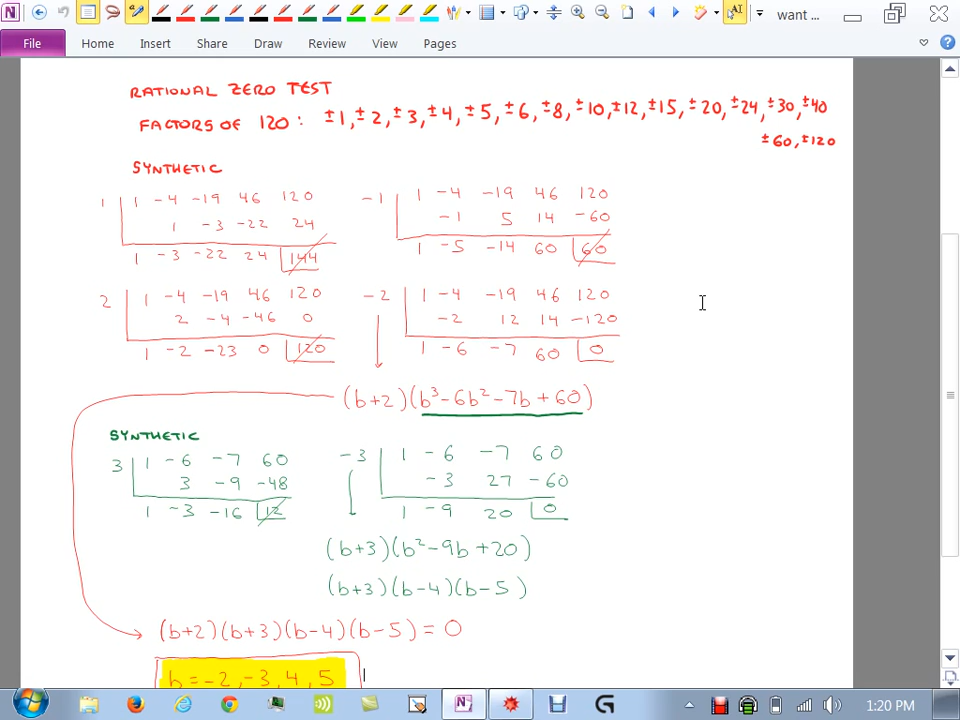 want ...
File
Home Insert Share Draw Review View Pages
RATIONAL ZERO TEST
FACTORS OF 120: ±1, ±2, ±3, ±4, ±5, ±6, ±8, ±10, ±12, ±15, ±20, ±24, ±30, ±40
±60, ±120
SYNTHETIC
1 | 1 -4 -19 46 120
1 -3 -22 24
1 -3 -22 24 144
-1 | 1 -4 -19 46 120
-1 5 14 -60
1 -5 -14 60 60
2 | 1 -4 -19 46 120
2 -4 -46 0
1 -2 -23 0 120
-2 | 1 -4 -19 46 120
-2 12 14 -120
1 -6 -7 60 0
(b+2)(b³-6b²-7b+60)
SYNTHETIC
3 | 1 -6 -7 60
3 -9 -48
1 -3 -16 12
-3 | 1 -6 -7 60
-3 27 -60
1 -9 20 0
(b+3)(b²-9b+20)
(b+3)(b-4)(b-5)
(b+2)(b+3)(b-4)(b-5) = 0
b = -2, -3, 4, 5
1:20 PM